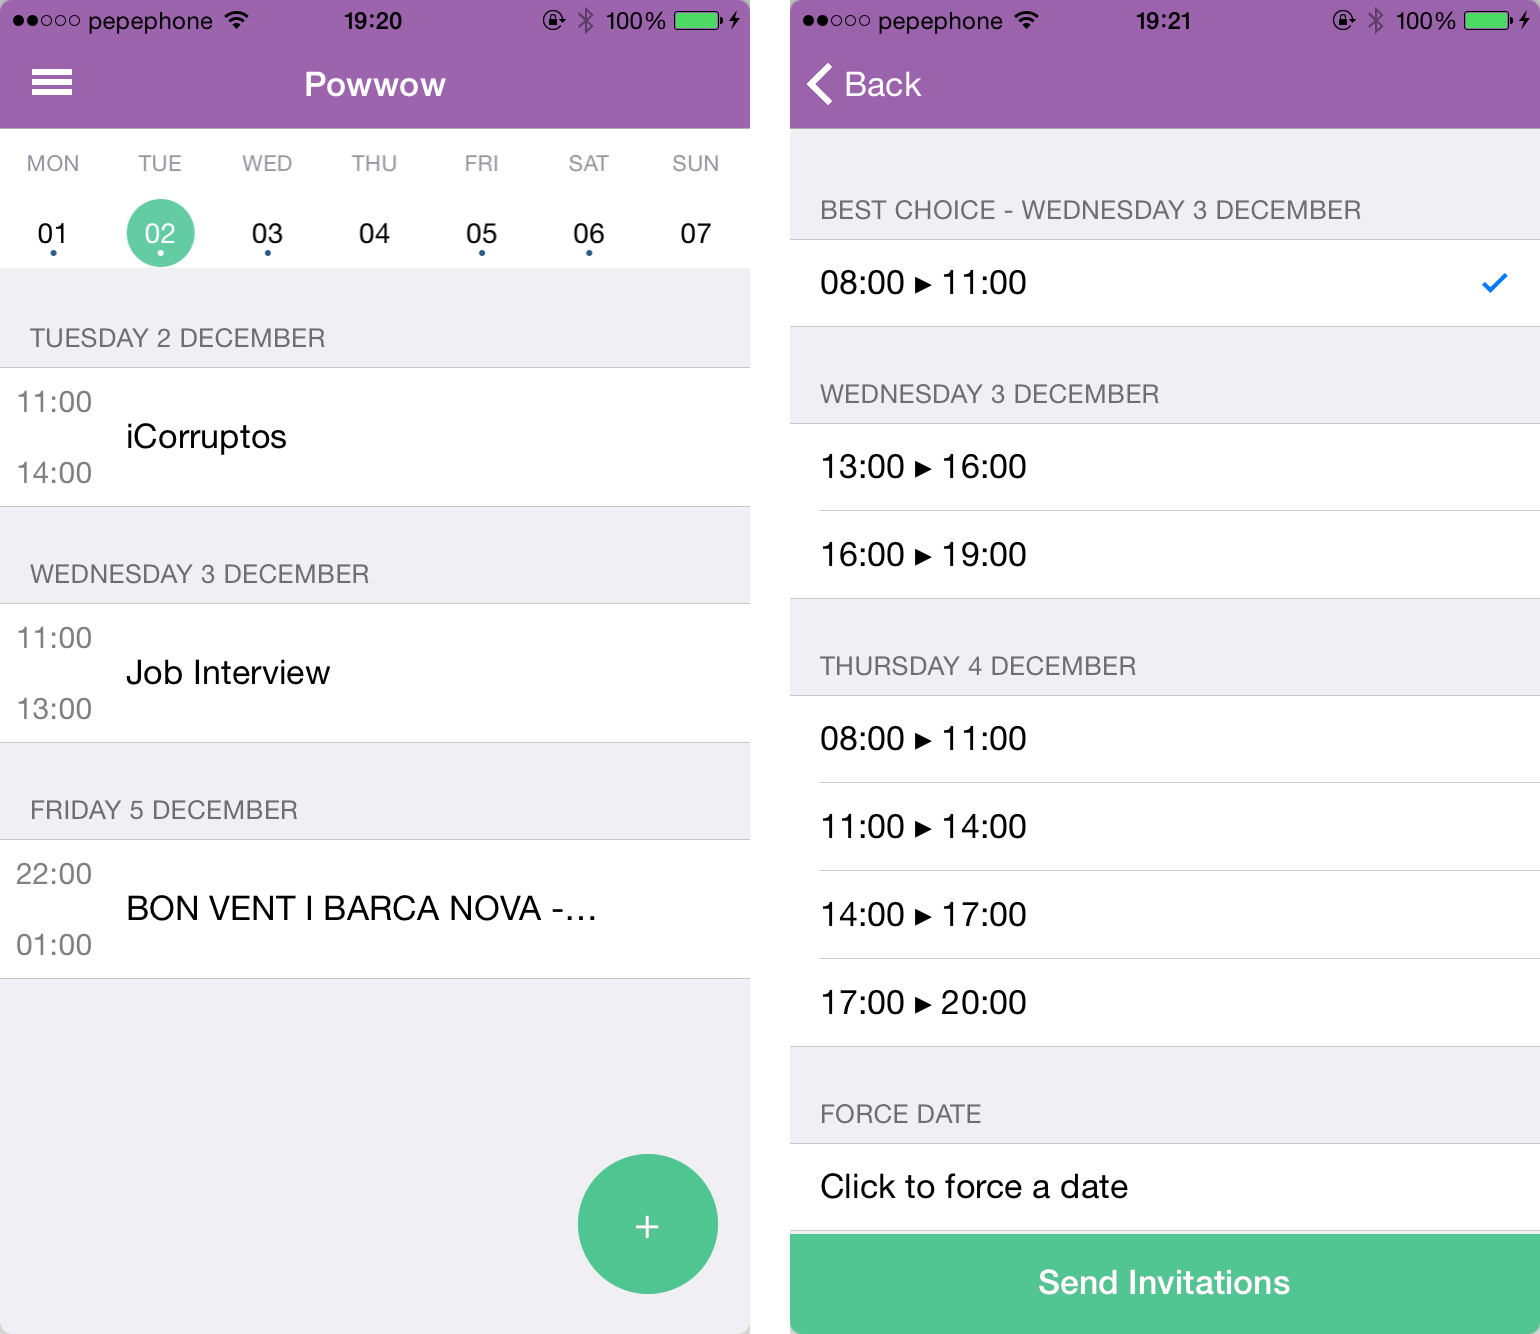 pepephone 19:20 100%
Powwow
MON TUE WED THU FRI SAT SUN
01 02 03 04 05 06 07
TUESDAY 2 DECEMBER
11:00
iCorruptos
14:00
WEDNESDAY 3 DECEMBER
11:00
Job Interview
13:00
FRIDAY 5 DECEMBER
22:00
BON VENT I BARCA NOVA -...
01:00
+
pepephone 19:21 100%
Back
BEST CHOICE - WEDNESDAY 3 DECEMBER
08:00 ▸ 11:00
WEDNESDAY 3 DECEMBER
13:00 ▸ 16:00
16:00 ▸ 19:00
THURSDAY 4 DECEMBER
08:00 ▸ 11:00
11:00 ▸ 14:00
14:00 ▸ 17:00
17:00 ▸ 20:00
FORCE DATE
Click to force a date
Send Invitations